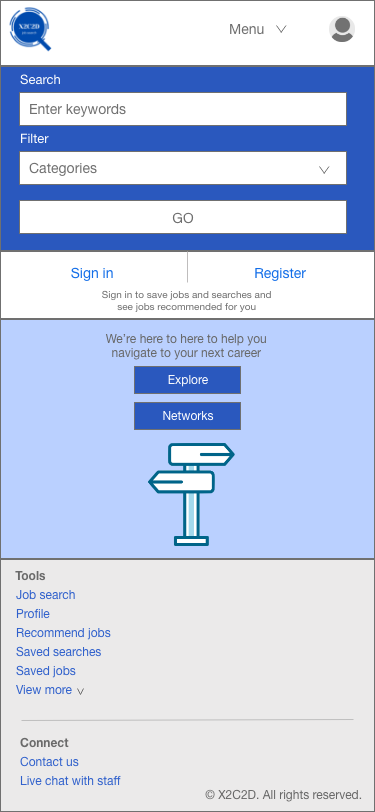 X2C2D
Menu
Search
Enter keywords
Filter
Categories
GO
Sign in
Register
Sign in to save jobs and searches and
see jobs recommended for you
We're here to here to help you
navigate to your next career
Explore
Networks
Tools
Job search
Profile
Recommend jobs
Saved searches
Saved jobs
View more
Connect
Contact us
Live chat with staff
© X2C2D. All rights reserved.